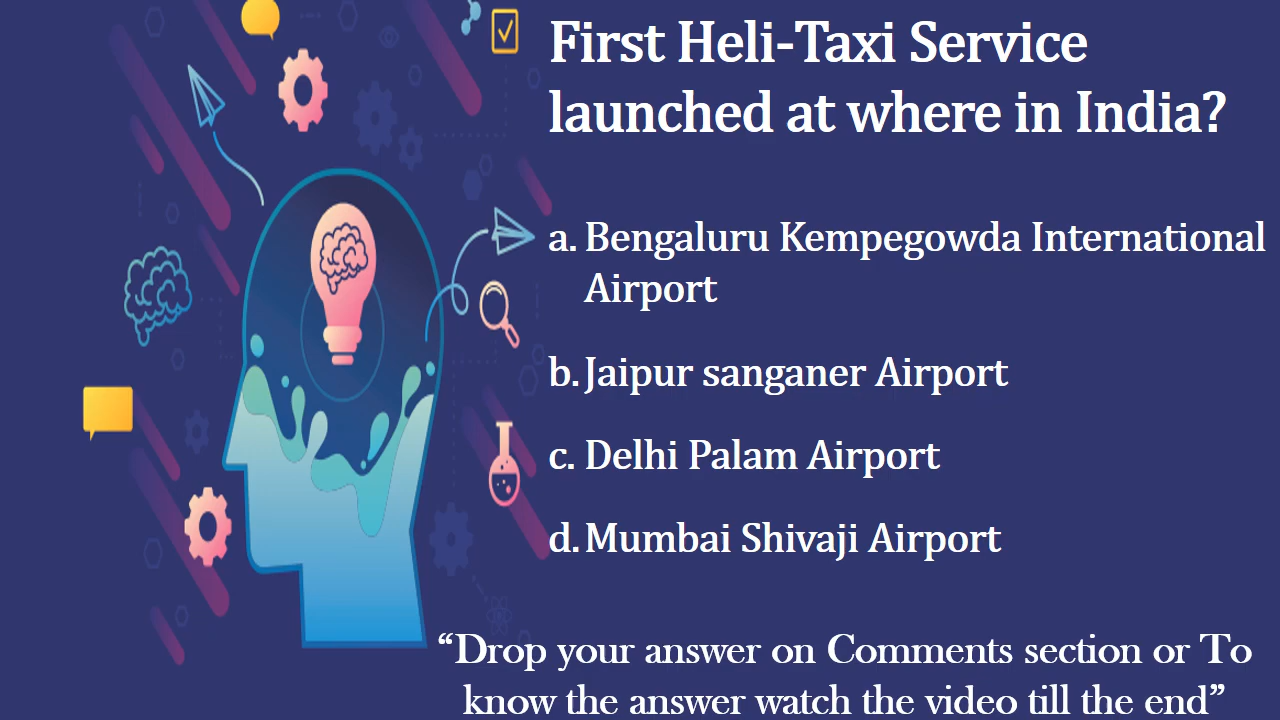 First Heli-Taxi Service
launched at where in India?
a. Bengaluru Kempegowda International
Airport
b. Jaipur sanganer Airport
c. Delhi Palam Airport
d. Mumbai Shivaji Airport
“Drop your answer on Comments section or To
know the answer watch the video till the end”